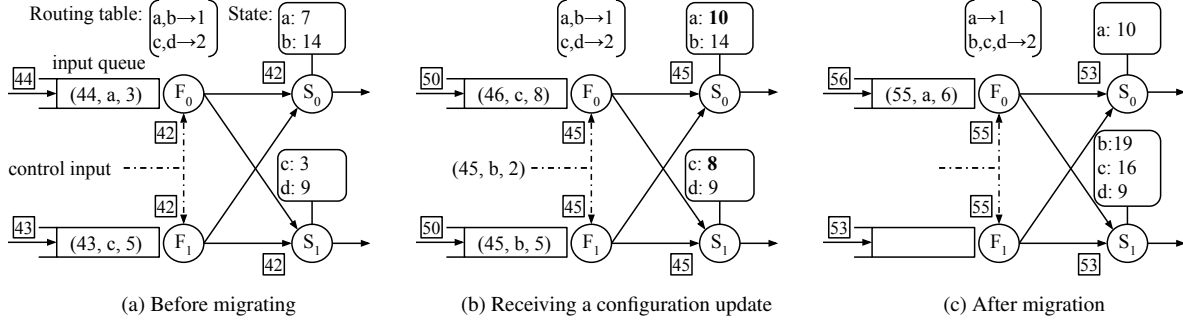 Routing table:
a,b→1
c,d→2
State:
a: 7
b: 14
44
input queue
42
(44, a, 3)
F0
S0
42
control input
c: 3
d: 9
42
43
(43, c, 5)
F1
S1
42
(a) Before migrating
a,b→1
c,d→2
a: 10
b: 14
50
45
(46, c, 8)
F0
S0
45
(45, b, 2)
c: 8
d: 9
45
50
(45, b, 5)
F1
S1
45
(b) Receiving a configuration update
a→1
b,c,d→2
a: 10
56
53
(55, a, 6)
F0
S0
55
b:19
c: 16
d: 9
55
53
F1
S1
53
(c) After migration